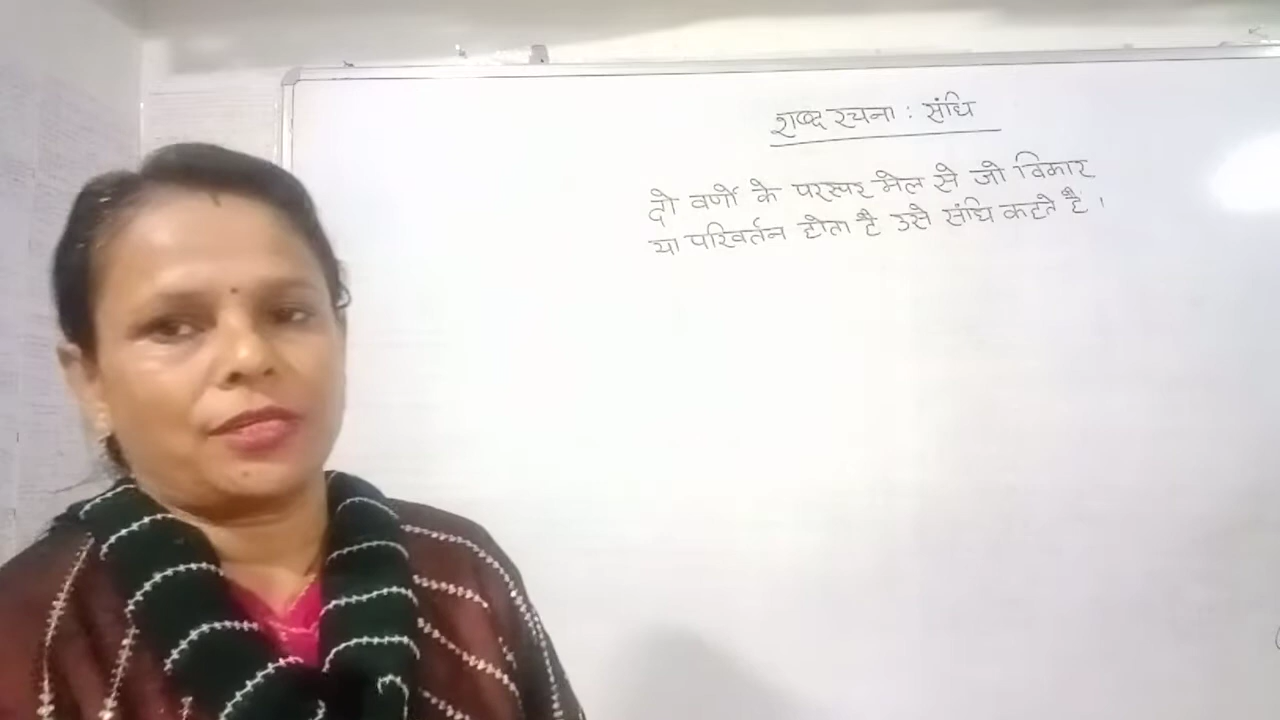 शब्द रचना : संधि
दो वर्णों के परस्पर मेल से जो विकार
या परिवर्तन होता है उसे संधि कहते हैं ।